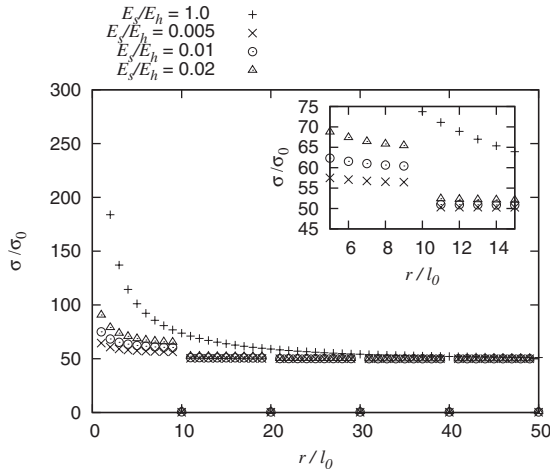 E_s/E_h = 1.0 +
E_s/E_h = 0.005 ×
E_s/E_h = 0.01 ⊙
E_s/E_h = 0.02 △
300
250
200
150
100
50
0
σ/σ_0
0 10 20 30 40 50
r / l_0
75
70
65
60
55
50
45
σ/σ_0
6 8 10 12 14
r / l_0